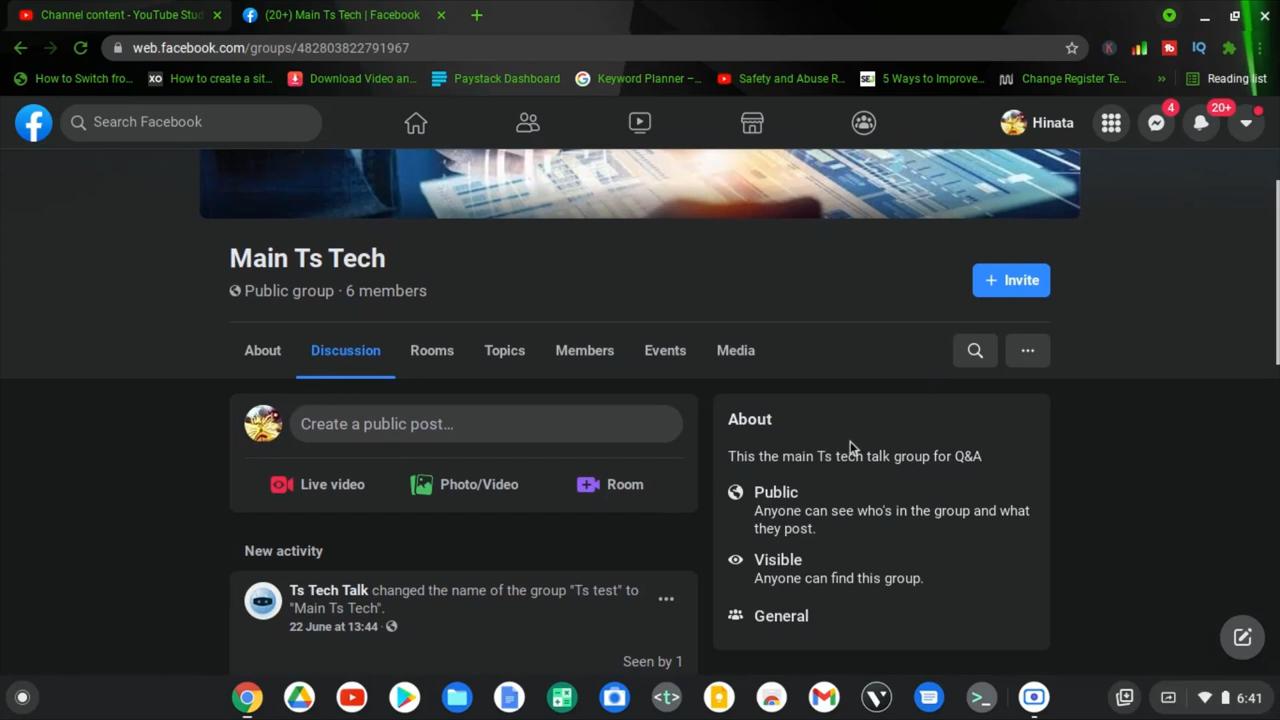 Channel content - YouTube Stud
(20+) Main Ts Tech | Facebook
web.facebook.com/groups/482803822791967
How to Switch fro...
XO How to create a sit...
Download Video an...
Paystack Dashboard
Keyword Planner –...
Safety and Abuse R...
SEJ 5 Ways to Improve...
Change Register Te...
»
Reading list
Search Facebook
Hinata
4
20+
Main Ts Tech
Public group · 6 members
+ Invite
About Discussion Rooms Topics Members Events Media
Create a public post...
Live video Photo/Video Room
New activity
Ts Tech Talk changed the name of the group "Ts test" to
"Main Ts Tech".
22 June at 13:44 ·
Seen by 1
About
This the main Ts tech talk group for Q&A
Public
Anyone can see who's in the group and what
they post.
Visible
Anyone can find this group.
General
<t>
>_
6:41